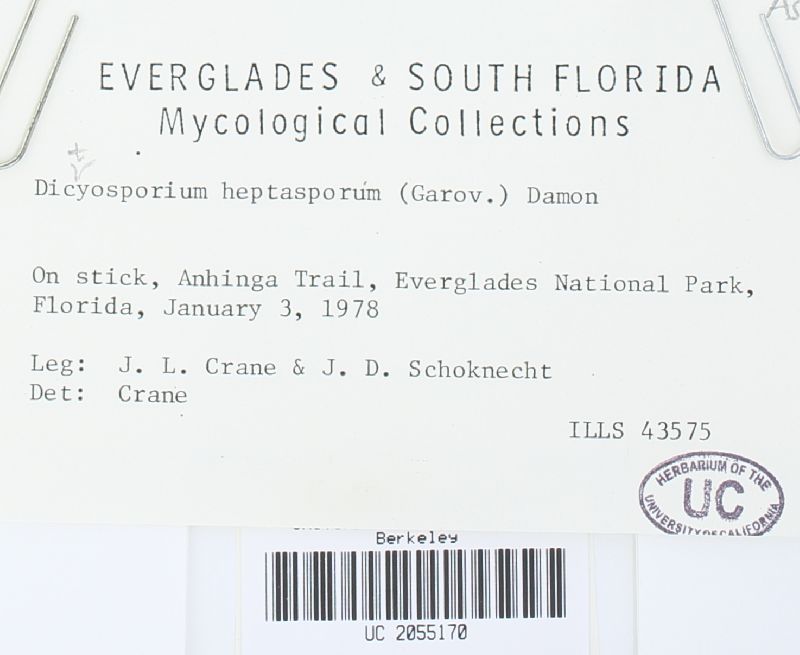 As
EVERGLADES & SOUTH FLORIDA
Mycological Collections
t
Dicyosporium heptasporum (Garov.) Damon
On stick, Anhinga Trail, Everglades National Park,
Florida, January 3, 1978
Leg: J. L. Crane & J. D. Schoknecht
Det: Crane
ILLS 43575
HERBARIUM OF THE
UC
UNIVERSITY OF CALIFORNIA
Berkeley
UC 2055170